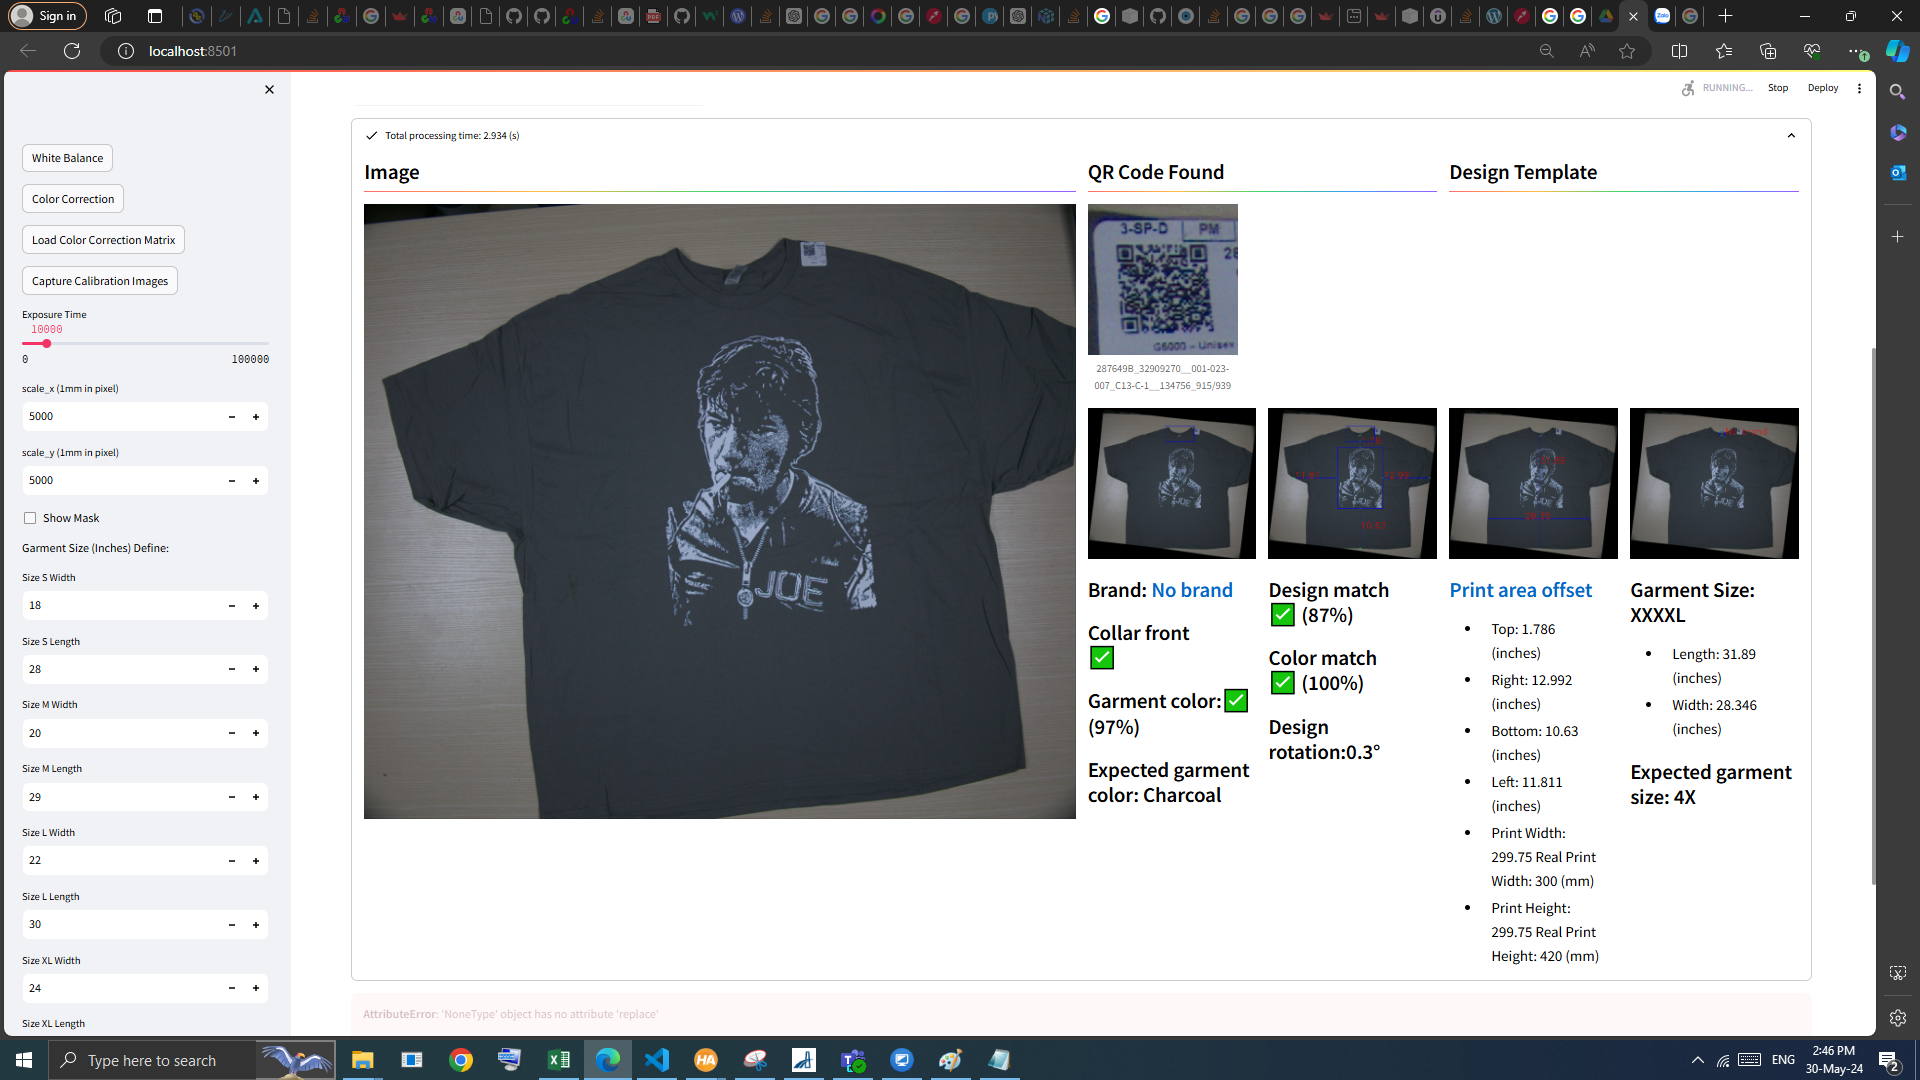 Sign in
localhost:8501
RUNNING...
Stop
Deploy
White Balance
Color Correction
Load Color Correction Matrix
Capture Calibration Images
Exposure Time
10000
0
100000
scale_x (1mm in pixel)
5000
scale_y (1mm in pixel)
5000
Show Mask
Garment Size (Inches) Define:
Size S Width
18
Size S Length
28
Size M Width
20
Size M Length
29
Size L Width
22
Size L Length
30
Size XL Width
24
Size XL Length
Total processing time: 2.934 (s)
Image
JOE
QR Code Found
3-SP-D
PM
28
G5000 - Unisex
287649B_32909270__001-023-
007_C13-C-1__134756_915/939
Brand: No brand
Collar front
Garment color:
(97%)
Expected garment
color: Charcoal
Design match
(87%)
Color match
(100%)
Design
rotation:0.3°
Design Template
Print area offset
Top: 1.786
(inches)
Right: 12.992
(inches)
Bottom: 10.63
(inches)
Left: 11.811
(inches)
Print Width:
299.75 Real Print
Width: 300 (mm)
Print Height:
299.75 Real Print
Height: 420 (mm)
Garment Size:
XXXXL
Length: 31.89
(inches)
Width: 28.346
(inches)
Expected garment
size: 4X
AttributeError: 'NoneType' object has no attribute 'replace'
Type here to search
ENG
2:46 PM
30-May-24
2